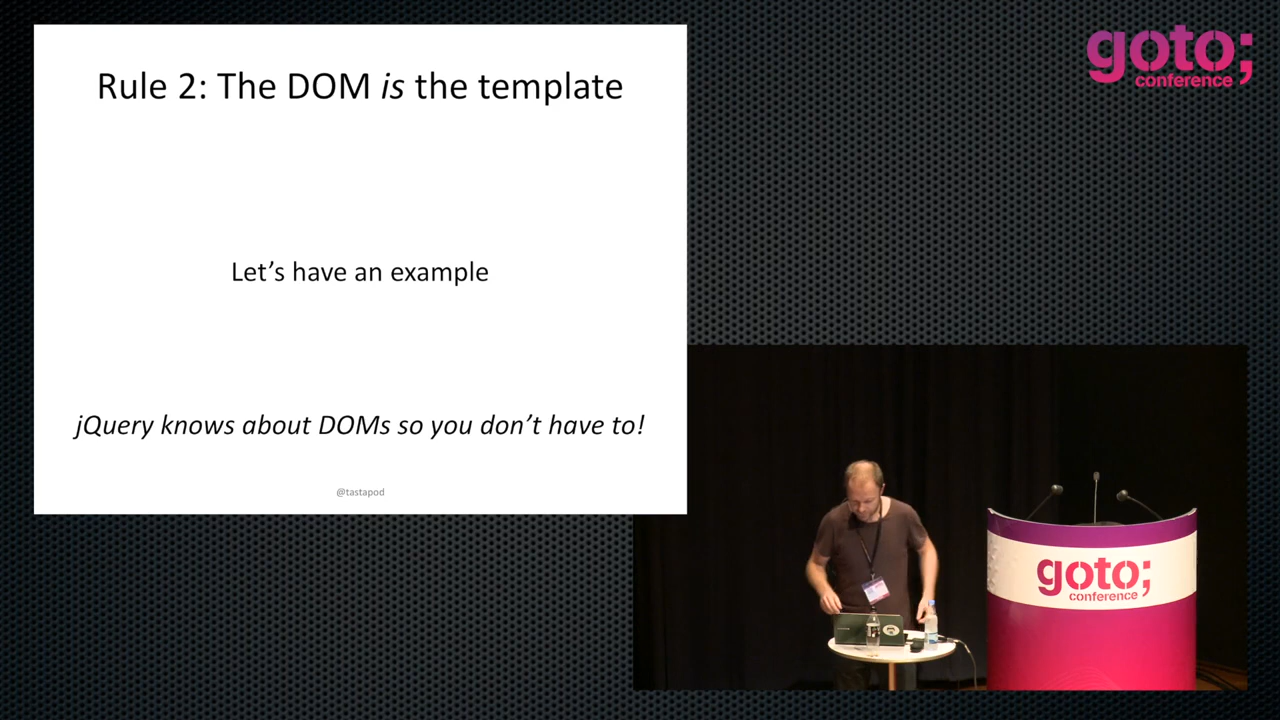 Rule 2: The DOM is the template
Let’s have an example
jQuery knows about DOMs so you don’t have to!
@tastapod
goto;
conference
goto;
conference